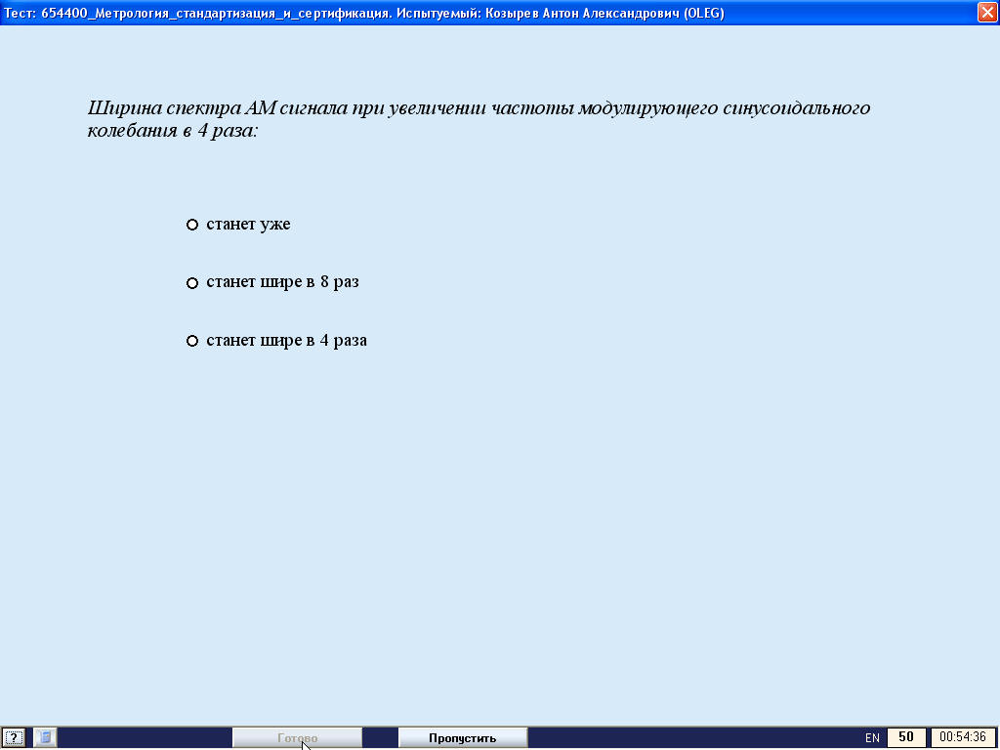 Тест: 654400_Метрология_стандартизация_и_сертификация. Испытуемый: Козырев Антон Александрович (OLEG)
Ширина спектра АМ сигнала при увеличении частоты модулирующего синусоидального
колебания в 4 раза:
станет уже
станет шире в 8 раз
станет шире в 4 раза
? Готово Пропустить EN 50 00:54:36